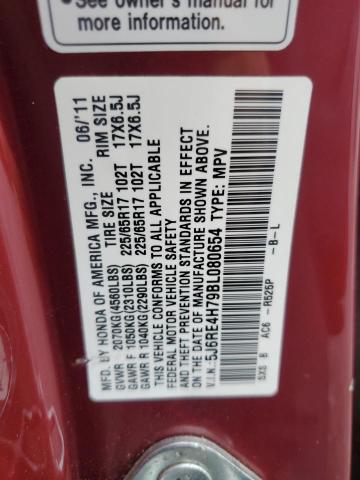 See owner's manual for
more information.
MFD. BY HONDA OF AMERICA MFG., INC. 06/'11
TIRE SIZE RIM SIZE
GVWR 2070KG(4560LBS)
GAWR F 1050KG(2310LBS) 225/65R17 102T 17X6.5J
GAWR R 1040KG(2290LBS) 225/65R17 102T 17X6.5J
THIS VEHICLE CONFORMS TO ALL APPLICABLE
FEDERAL MOTOR VEHICLE SAFETY
AND THEFT PREVENTION STANDARDS IN EFFECT
ON THE DATE OF MANUFACTURE SHOWN ABOVE.
V.I.N. 5J6RE4H79BL080654 TYPE: MPV
SXS B AC6 -R525P -B-L